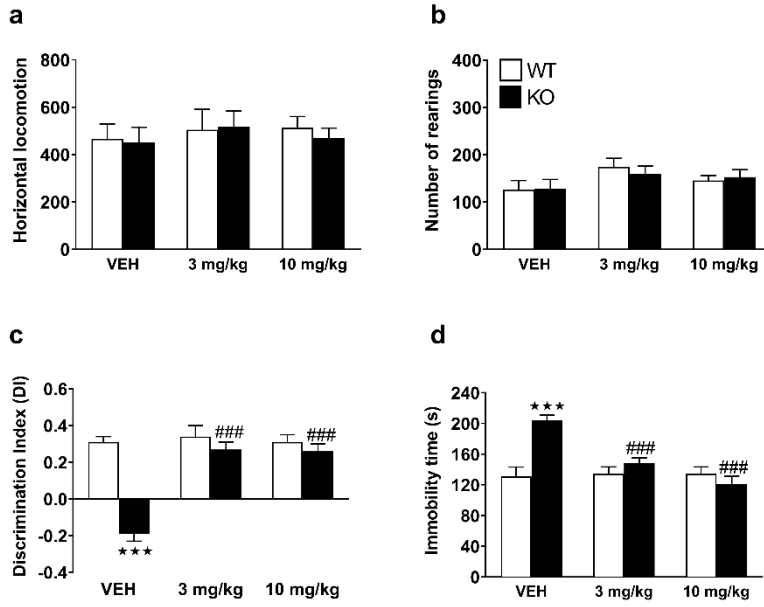 a
Horizontal locomotion
800
600
400
200
0
VEH 3 mg/kg 10 mg/kg
b
Number of rearings
400
300
200
100
0
WT
KO
VEH 3 mg/kg 10 mg/kg
c
Discrimination Index (DI)
0.6
0.4
0.2
0.0
-0.2
-0.4
★★★
###
###
VEH 3 mg/kg 10 mg/kg
d
Immobility time (s)
240
200
160
120
80
40
0
★★★
###
###
VEH 3 mg/kg 10 mg/kg